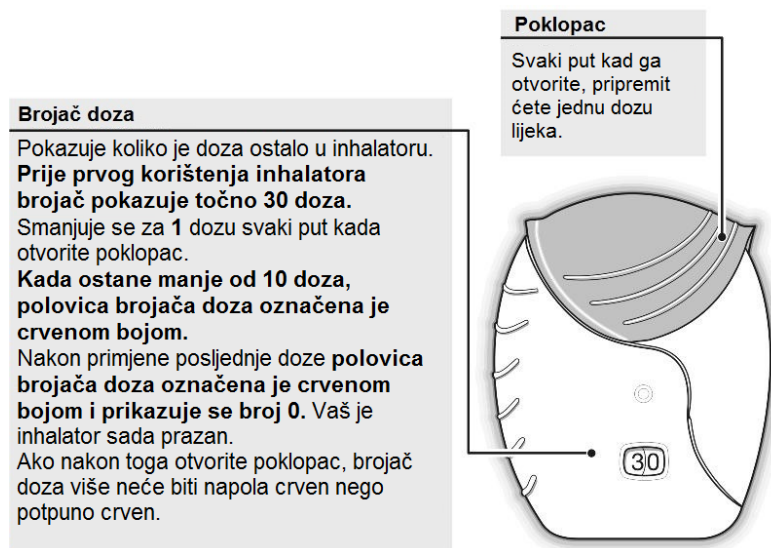 Poklopac
Svaki put kad ga
otvorite, pripremit
ćete jednu dozu
lijeka.
Brojač doza
Pokazuje koliko je doza ostalo u inhalatoru.
Prije prvog korištenja inhalatora
brojač pokazuje točno 30 doza.
Smanjuje se za 1 dozu svaki put kada
otvorite poklopac.
Kada ostane manje od 10 doza,
polovica brojača doza označena je
crvenom bojom.
Nakon primjene posljednje doze polovica
brojača doza označena je crvenom
bojom i prikazuje se broj 0. Vaš je
inhalator sada prazan.
Ako nakon toga otvorite poklopac, brojač
doza više neće biti napola crven nego
potpuno crven.
30